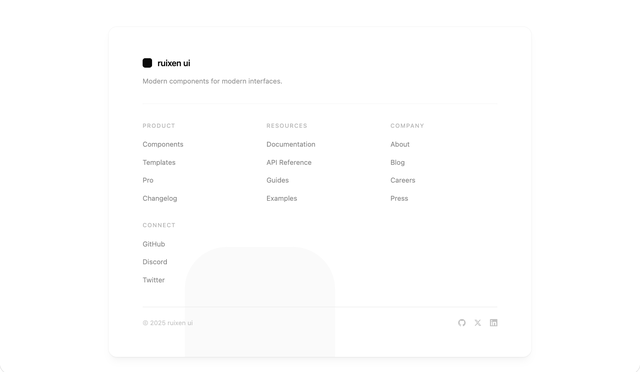 ruixen ui
Modern components for modern interfaces.
PRODUCT
Components
Templates
Pro
Changelog
RESOURCES
Documentation
API Reference
Guides
Examples
COMPANY
About
Blog
Careers
Press
CONNECT
GitHub
Discord
Twitter
© 2025 ruixen ui